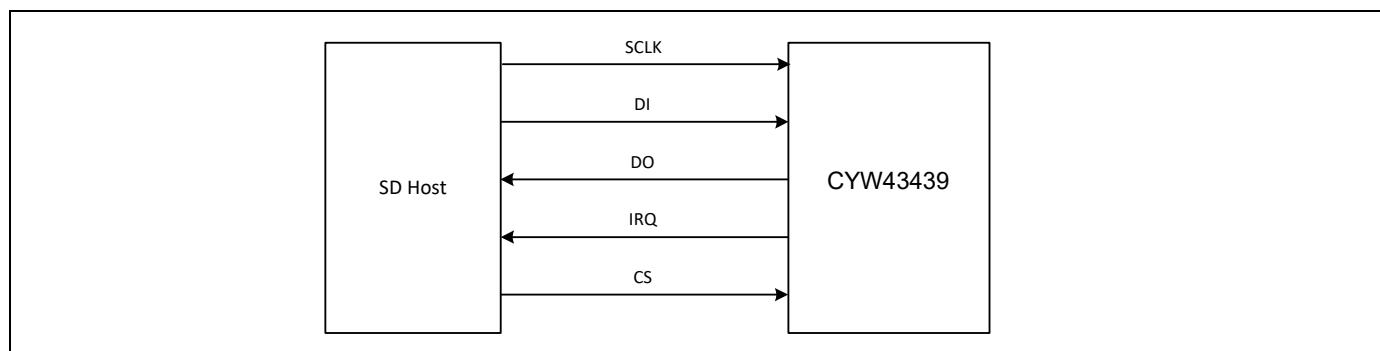 SCLK
DI
DO
SD Host
CYW43439
IRQ
CS